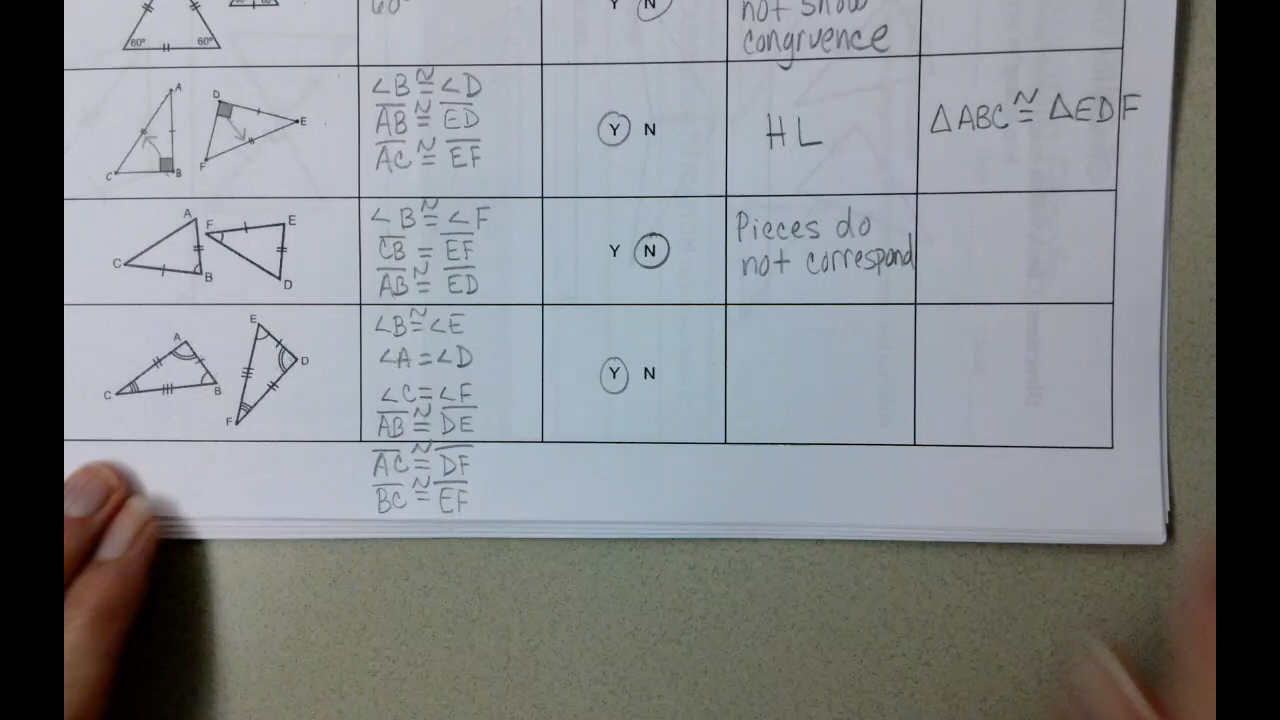 60° 60°
60°
Y N
not show
congruence
A
B
C
D
E
F
∠B ≅ ∠D
AB ≅ ED
AC ≅ EF
Y N
HL
△ABC ≅ △EDF
A
B
C
F
E
D
∠B ≅ ∠F
CB = EF
AB ≅ ED
Y N
Pieces do
not correspond
A
B
C
E
D
F
∠B ≅ ∠E
∠A = ∠D
∠C = ∠F
AB ≅ DE
AC ≅ DF
BC ≅ EF
Y N